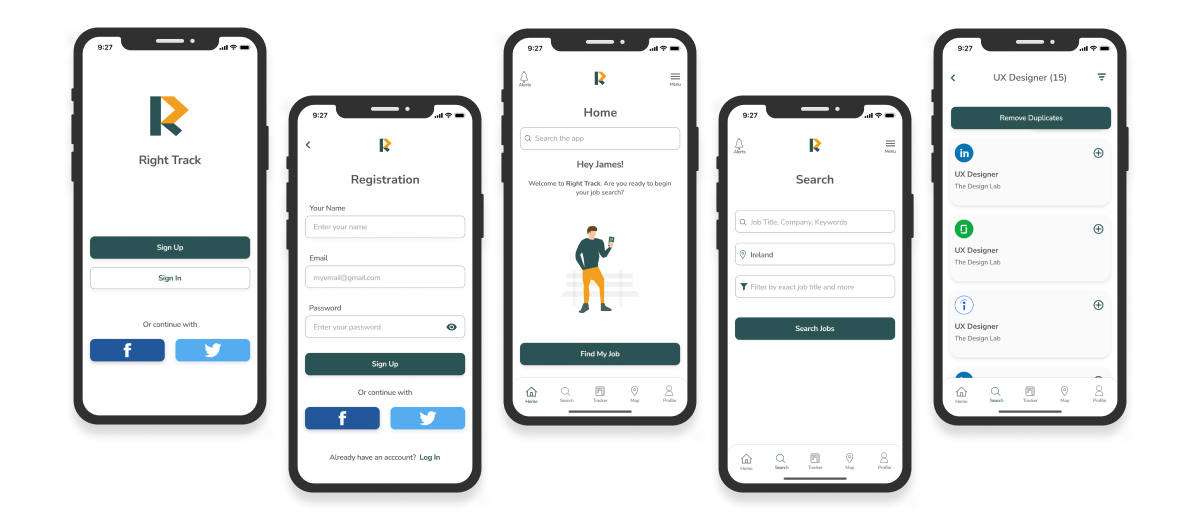 9:27
Right Track
Sign Up
Sign In
Or continue with
9:27
Registration
Your Name
Enter your name
Email
myemail@gmail.com
Password
Enter your password
Sign Up
Or continue with
Already have an acccount? Log In
9:27
Alerts
Menu
Home
Search the app
Hey James!
Welcome to Right Track. Are you ready to begin
your job search?
Find My Job
Home Search Tracker Map Profile
9:27
Alerts
Menu
Search
Job Title, Company, Keywords
Ireland
Filter by exact job title and more
Search Jobs
Home Search Tracker Map Profile
9:27
UX Designer (15)
Remove Duplicates
in
UX Designer
The Design Lab
UX Designer
The Design Lab
UX Designer
The Design Lab
Home Search Tracker Map Profile